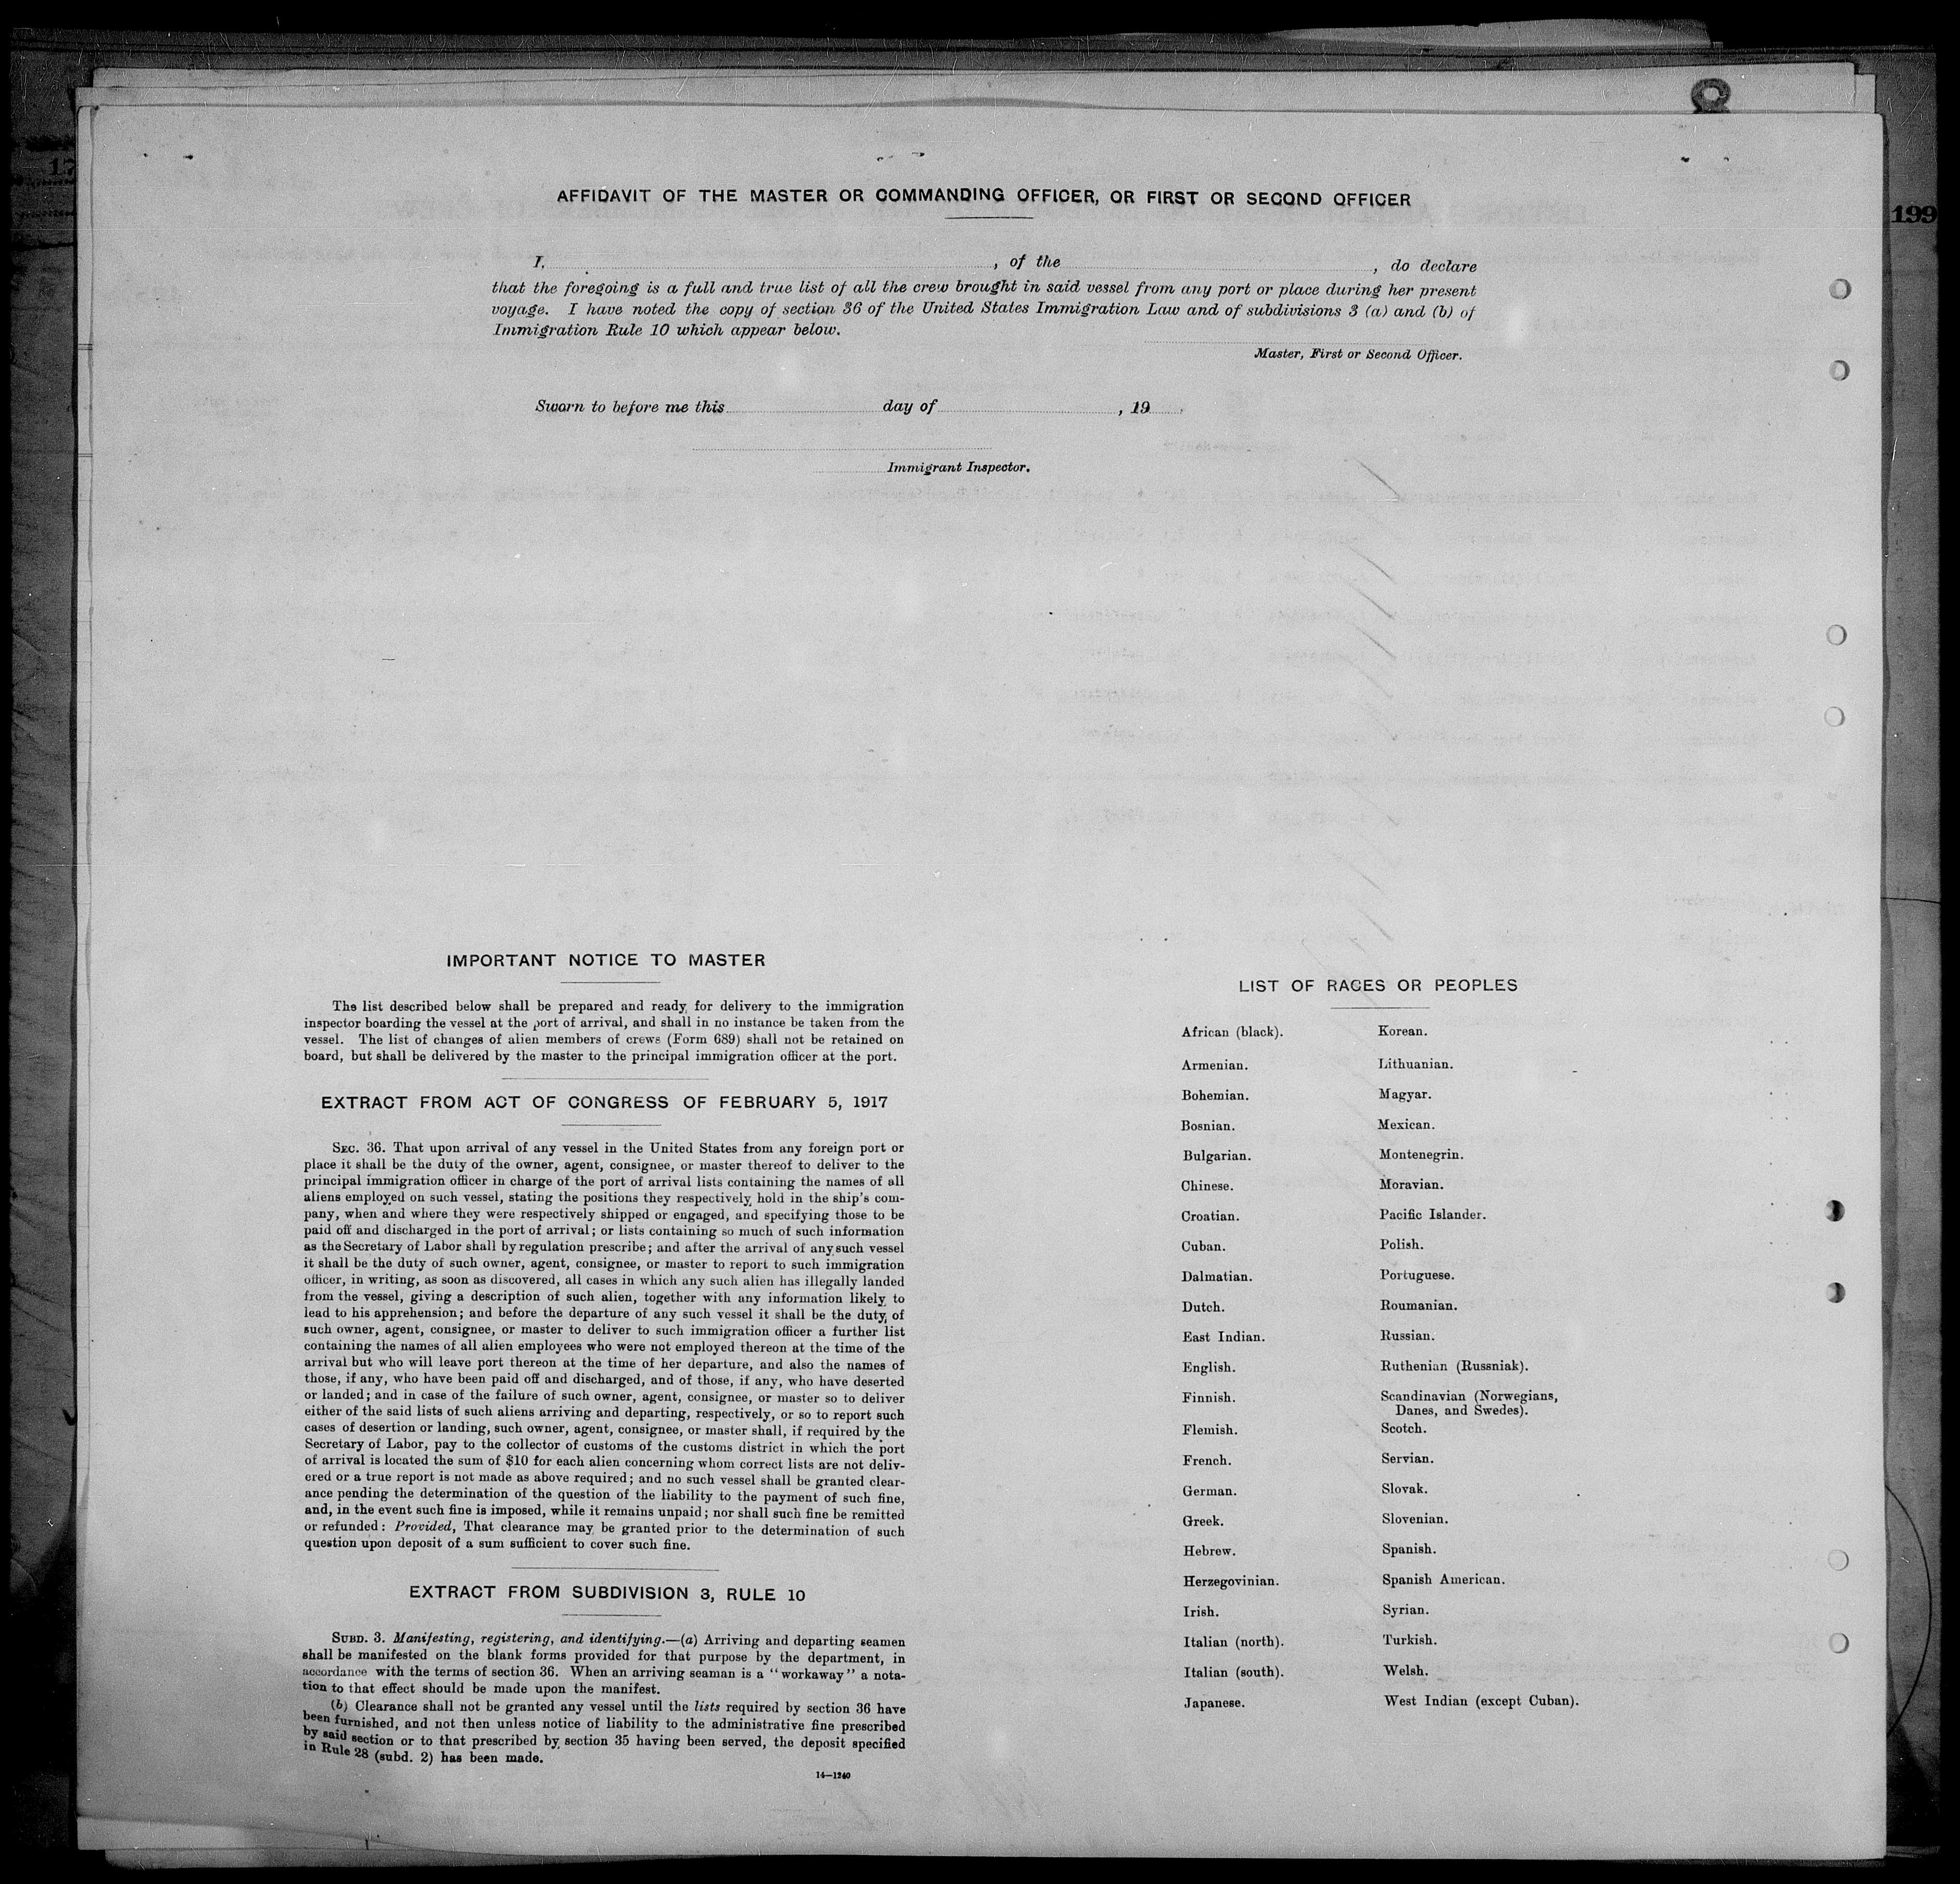 17
199
AFFIDAVIT OF THE MASTER OR COMMANDING OFFICER, OR FIRST OR SECOND OFFICER
I, , of the , do declare
that the foregoing is a full and true list of all the crew brought in said vessel from any port or place during her present
voyage. I have noted the copy of section 36 of the United States Immigration Law and of subdivisions 3 (a) and (b) of
Immigration Rule 10 which appear below.
Master, First or Second Officer.
Sworn to before me this day of , 19 .
Immigrant Inspector.
IMPORTANT NOTICE TO MASTER
The list described below shall be prepared and ready for delivery to the immigration
inspector boarding the vessel at the port of arrival, and shall in no instance be taken from the
vessel. The list of changes of alien members of crews (Form 689) shall not be retained on
board, but shall be delivered by the master to the principal immigration officer at the port.
EXTRACT FROM ACT OF CONGRESS OF FEBRUARY 5, 1917
SEC. 36. That upon arrival of any vessel in the United States from any foreign port or
place it shall be the duty of the owner, agent, consignee, or master thereof to deliver to the
principal immigration officer in charge of the port of arrival lists containing the names of all
aliens employed on such vessel, stating the positions they respectively hold in the ship's com-
pany, when and where they were respectively shipped or engaged, and specifying those to be
paid off and discharged in the port of arrival; or lists containing so much of such information
as the Secretary of Labor shall by regulation prescribe; and after the arrival of any such vessel
it shall be the duty of such owner, agent, consignee, or master to report to such immigration
officer, in writing, as soon as discovered, all cases in which any such alien has illegally landed
from the vessel, giving a description of such alien, together with any information likely to
lead to his apprehension; and before the departure of any such vessel it shall be the duty of
such owner, agent, consignee, or master to deliver to such immigration officer a further list
containing the names of all alien employees who were not employed thereon at the time of the
arrival but who will leave port thereon at the time of her departure, and also the names of
those, if any, who have been paid off and discharged, and of those, if any, who have deserted
or landed; and in case of the failure of such owner, agent, consignee, or master so to deliver
either of the said lists of such aliens arriving and departing, respectively, or so to report such
cases of desertion or landing, such owner, agent, consignee, or master shall, if required by the
Secretary of Labor, pay to the collector of customs of the customs district in which the port
of arrival is located the sum of $10 for each alien concerning whom correct lists are not deliv-
ered or a true report is not made as above required; and no such vessel shall be granted clear-
ance pending the determination of the question of the liability to the payment of such fine,
and, in the event such fine is imposed, while it remains unpaid; nor shall such fine be remitted
or refunded: Provided, That clearance may be granted prior to the determination of such
question upon deposit of a sum sufficient to cover such fine.
EXTRACT FROM SUBDIVISION 3, RULE 10
SUBD. 3. Manifesting, registering, and identifying.—(a) Arriving and departing seamen
shall be manifested on the blank forms provided for that purpose by the department, in
accordance with the terms of section 36. When an arriving seaman is a "workaway" a nota-
tion to that effect should be made upon the manifest.
(b) Clearance shall not be granted any vessel until the lists required by section 36 have
been furnished, and not then unless notice of liability to the administrative fine prescribed
by said section or to that prescribed by section 35 having been served, the deposit specified
in Rule 28 (subd. 2) has been made.
14—1240
LIST OF RACES OR PEOPLES
African (black).
Armenian.
Bohemian.
Bosnian.
Bulgarian.
Chinese.
Croatian.
Cuban.
Dalmatian.
Dutch.
East Indian.
English.
Finnish.
Flemish.
French.
German.
Greek.
Hebrew.
Herzegovinian.
Irish.
Italian (north).
Italian (south).
Japanese.
Korean.
Lithuanian.
Magyar.
Mexican.
Montenegrin.
Moravian.
Pacific Islander.
Polish.
Portuguese.
Roumanian.
Russian.
Ruthenian (Russniak).
Scandinavian (Norwegians,
Danes, and Swedes).
Scotch.
Servian.
Slovak.
Slovenian.
Spanish.
Spanish American.
Syrian.
Turkish.
Welsh.
West Indian (except Cuban).